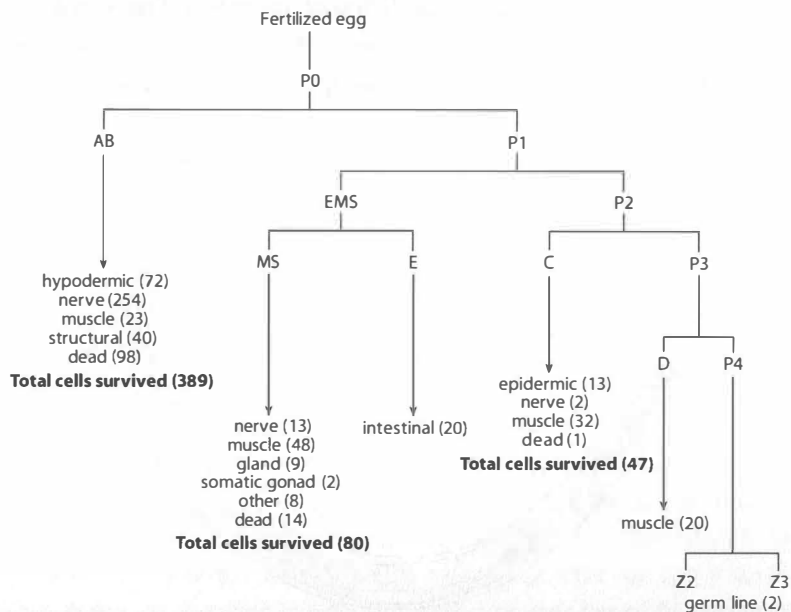 Fertilized egg
P0
AB
P1
EMS
P2
MS
E
C
P3
hypodermic (72)
nerve (254)
muscle (23)
structural (40)
dead (98)
Total cells survived (389)
D
P4
epidermic (13)
nerve (2)
muscle (32)
dead (1)
Total cells survived (47)
nerve (13)
muscle (48)
gland (9)
somatic gonad (2)
other (8)
dead (14)
Total cells survived (80)
intestinal (20)
muscle (20)
Z2
Z3
germ line (2)